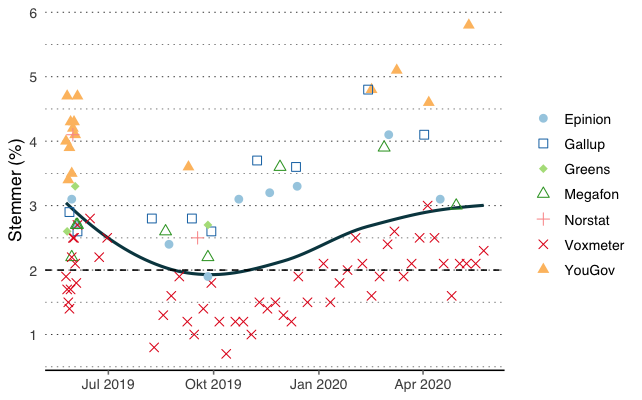 6
5
4
3
2
1
Stemmer (%)
Jul 2019
Okt 2019
Jan 2020
Apr 2020
Epinion
Gallup
Greens
Megafon
Norstat
Voxmeter
YouGov